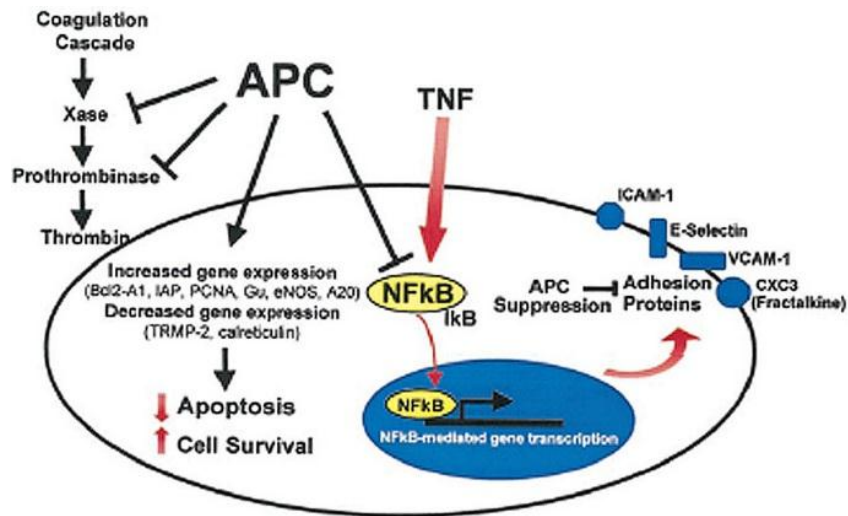 Coagulation
Cascade
APC
TNF
Xase
Prothrombinase
Thrombin
ICAM-1
E-Selectin
VCAM-1
CXC3
(Fractalkine)
Increased gene expression
(Bcl2-A1, IAP, PCNA, Gu, eNOS, A20)
Decreased gene expression
(TRMP-2, calreticulin)
NFkB
IkB
APC
Suppression
Adhesion
Proteins
Apoptosis
Cell Survival
NFkB
NFkB-mediated gene transcription